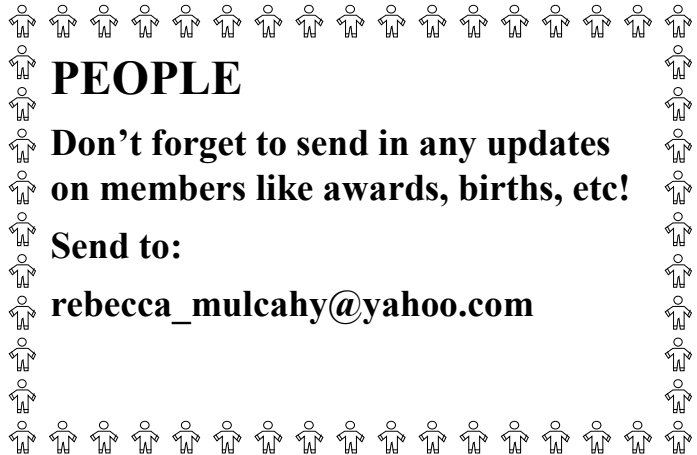 PEOPLE
Don’t forget to send in any updates
on members like awards, births, etc!
Send to:
rebecca_mulcahy@yahoo.com